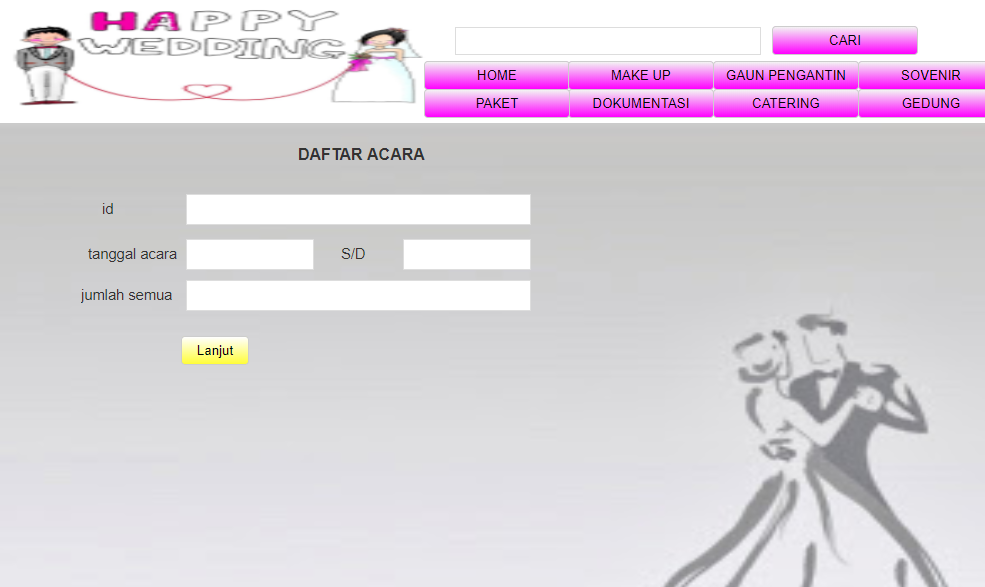 HAPPY
WEDDING
CARI
HOME MAKE UP GAUN PENGANTIN SOVENIR
PAKET DOKUMENTASI CATERING GEDUNG
DAFTAR ACARA
id
tanggal acara S/D
jumlah semua
Lanjut